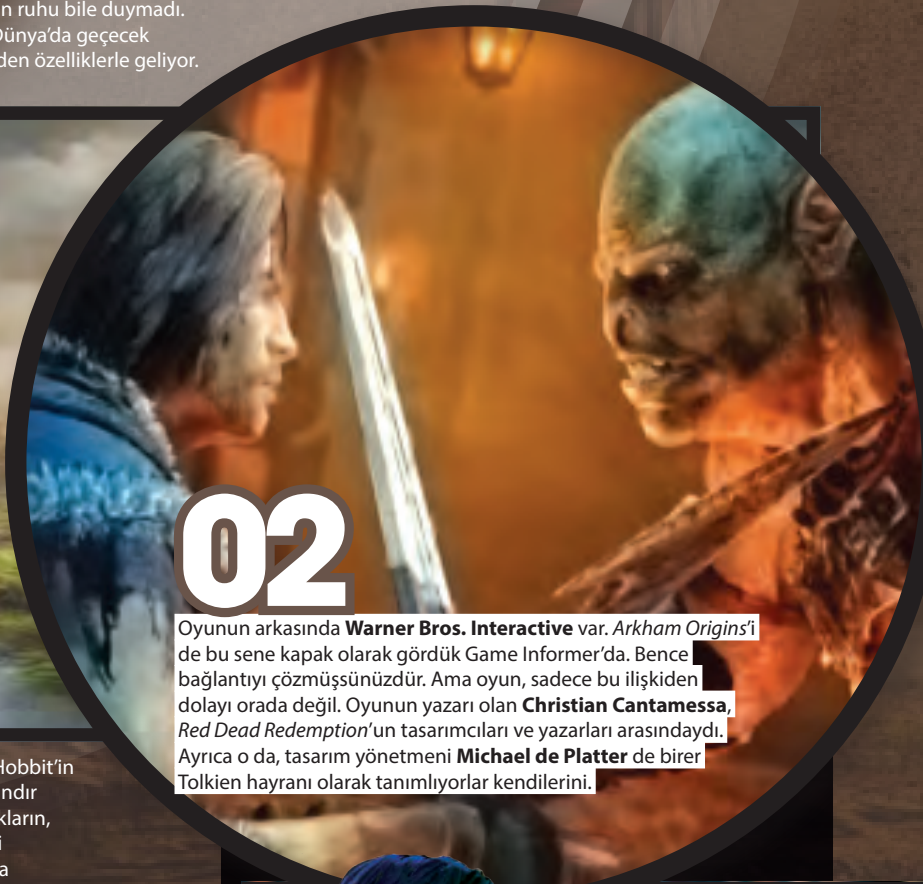 n ruhu bile duymadı.
Dünya'da geçecek
den özelliklerle geliyor.
02
Oyunun arkasında Warner Bros. Interactive var. Arkham Origins'i
de bu sene kapak olarak gördük Game Informer'da. Bence
bağlantıyı çözmüşsünüzdür. Ama oyun, sadece bu ilişkiden
dolayı orada değil. Oyunun yazarı olan Christian Cantamessa,
Red Dead Redemption'un tasarımcıları ve yazarları arasındaydı.
Ayrıca o da, tasarım yönetmeni Michael de Platter de birer
Tolkien hayranı olarak tanımlıyorlar kendilerini.
Hobbit'in
ndır
kların,
i
a